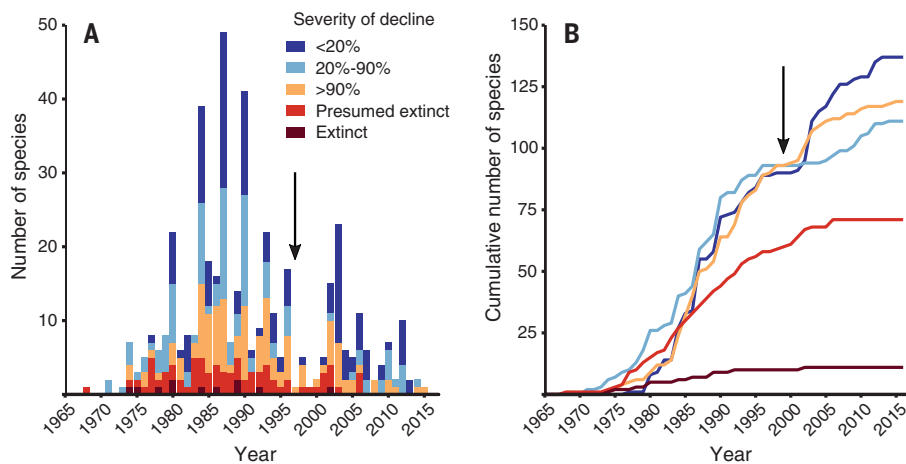 A
Number of species
50
40
30
20
10
Severity of decline
<20%
20%-90%
>90%
Presumed extinct
Extinct
1965 1970 1975 1980 1985 1990 1995 2000 2005 2010 2015
Year
B
Cumulative number of species
150
125
100
75
50
25
1965 1970 1975 1980 1985 1990 1995 2000 2005 2010 2015
Year